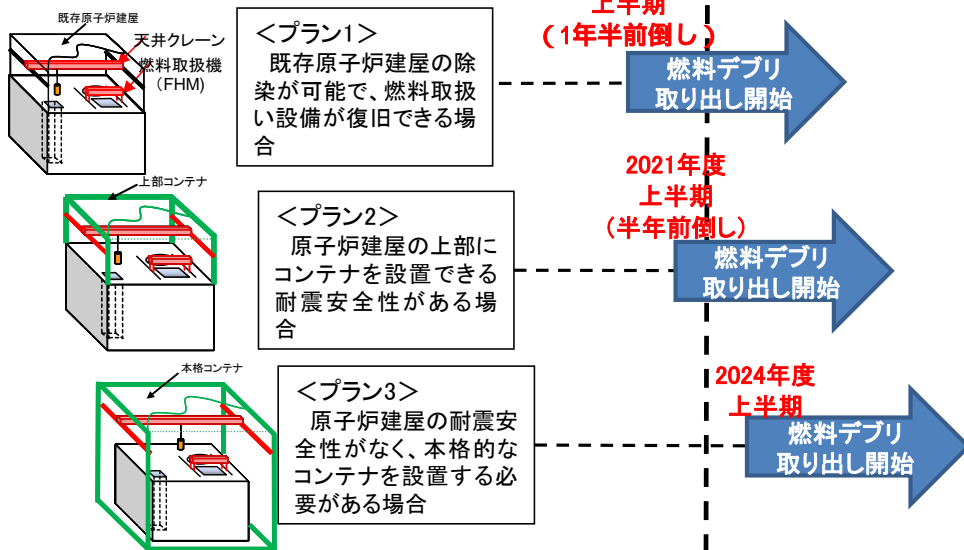 既存原子炉建屋
天井クレーン
燃料取扱機
(FHM)
＜プラン1＞
既存原子炉建屋の除
染が可能で、燃料取扱
い設備が復旧できる場
合
上半期
(1年半前倒し)
燃料デブリ
取り出し開始
上部コンテナ
＜プラン2＞
原子炉建屋の上部に
コンテナを設置できる
耐震安全性がある場
合
2021年度
上半期
(半年前倒し)
燃料デブリ
取り出し開始
本格コンテナ
＜プラン3＞
原子炉建屋の耐震安
全性がなく、本格的な
コンテナを設置する必
要がある場合
2024年度
上半期
燃料デブリ
取り出し開始